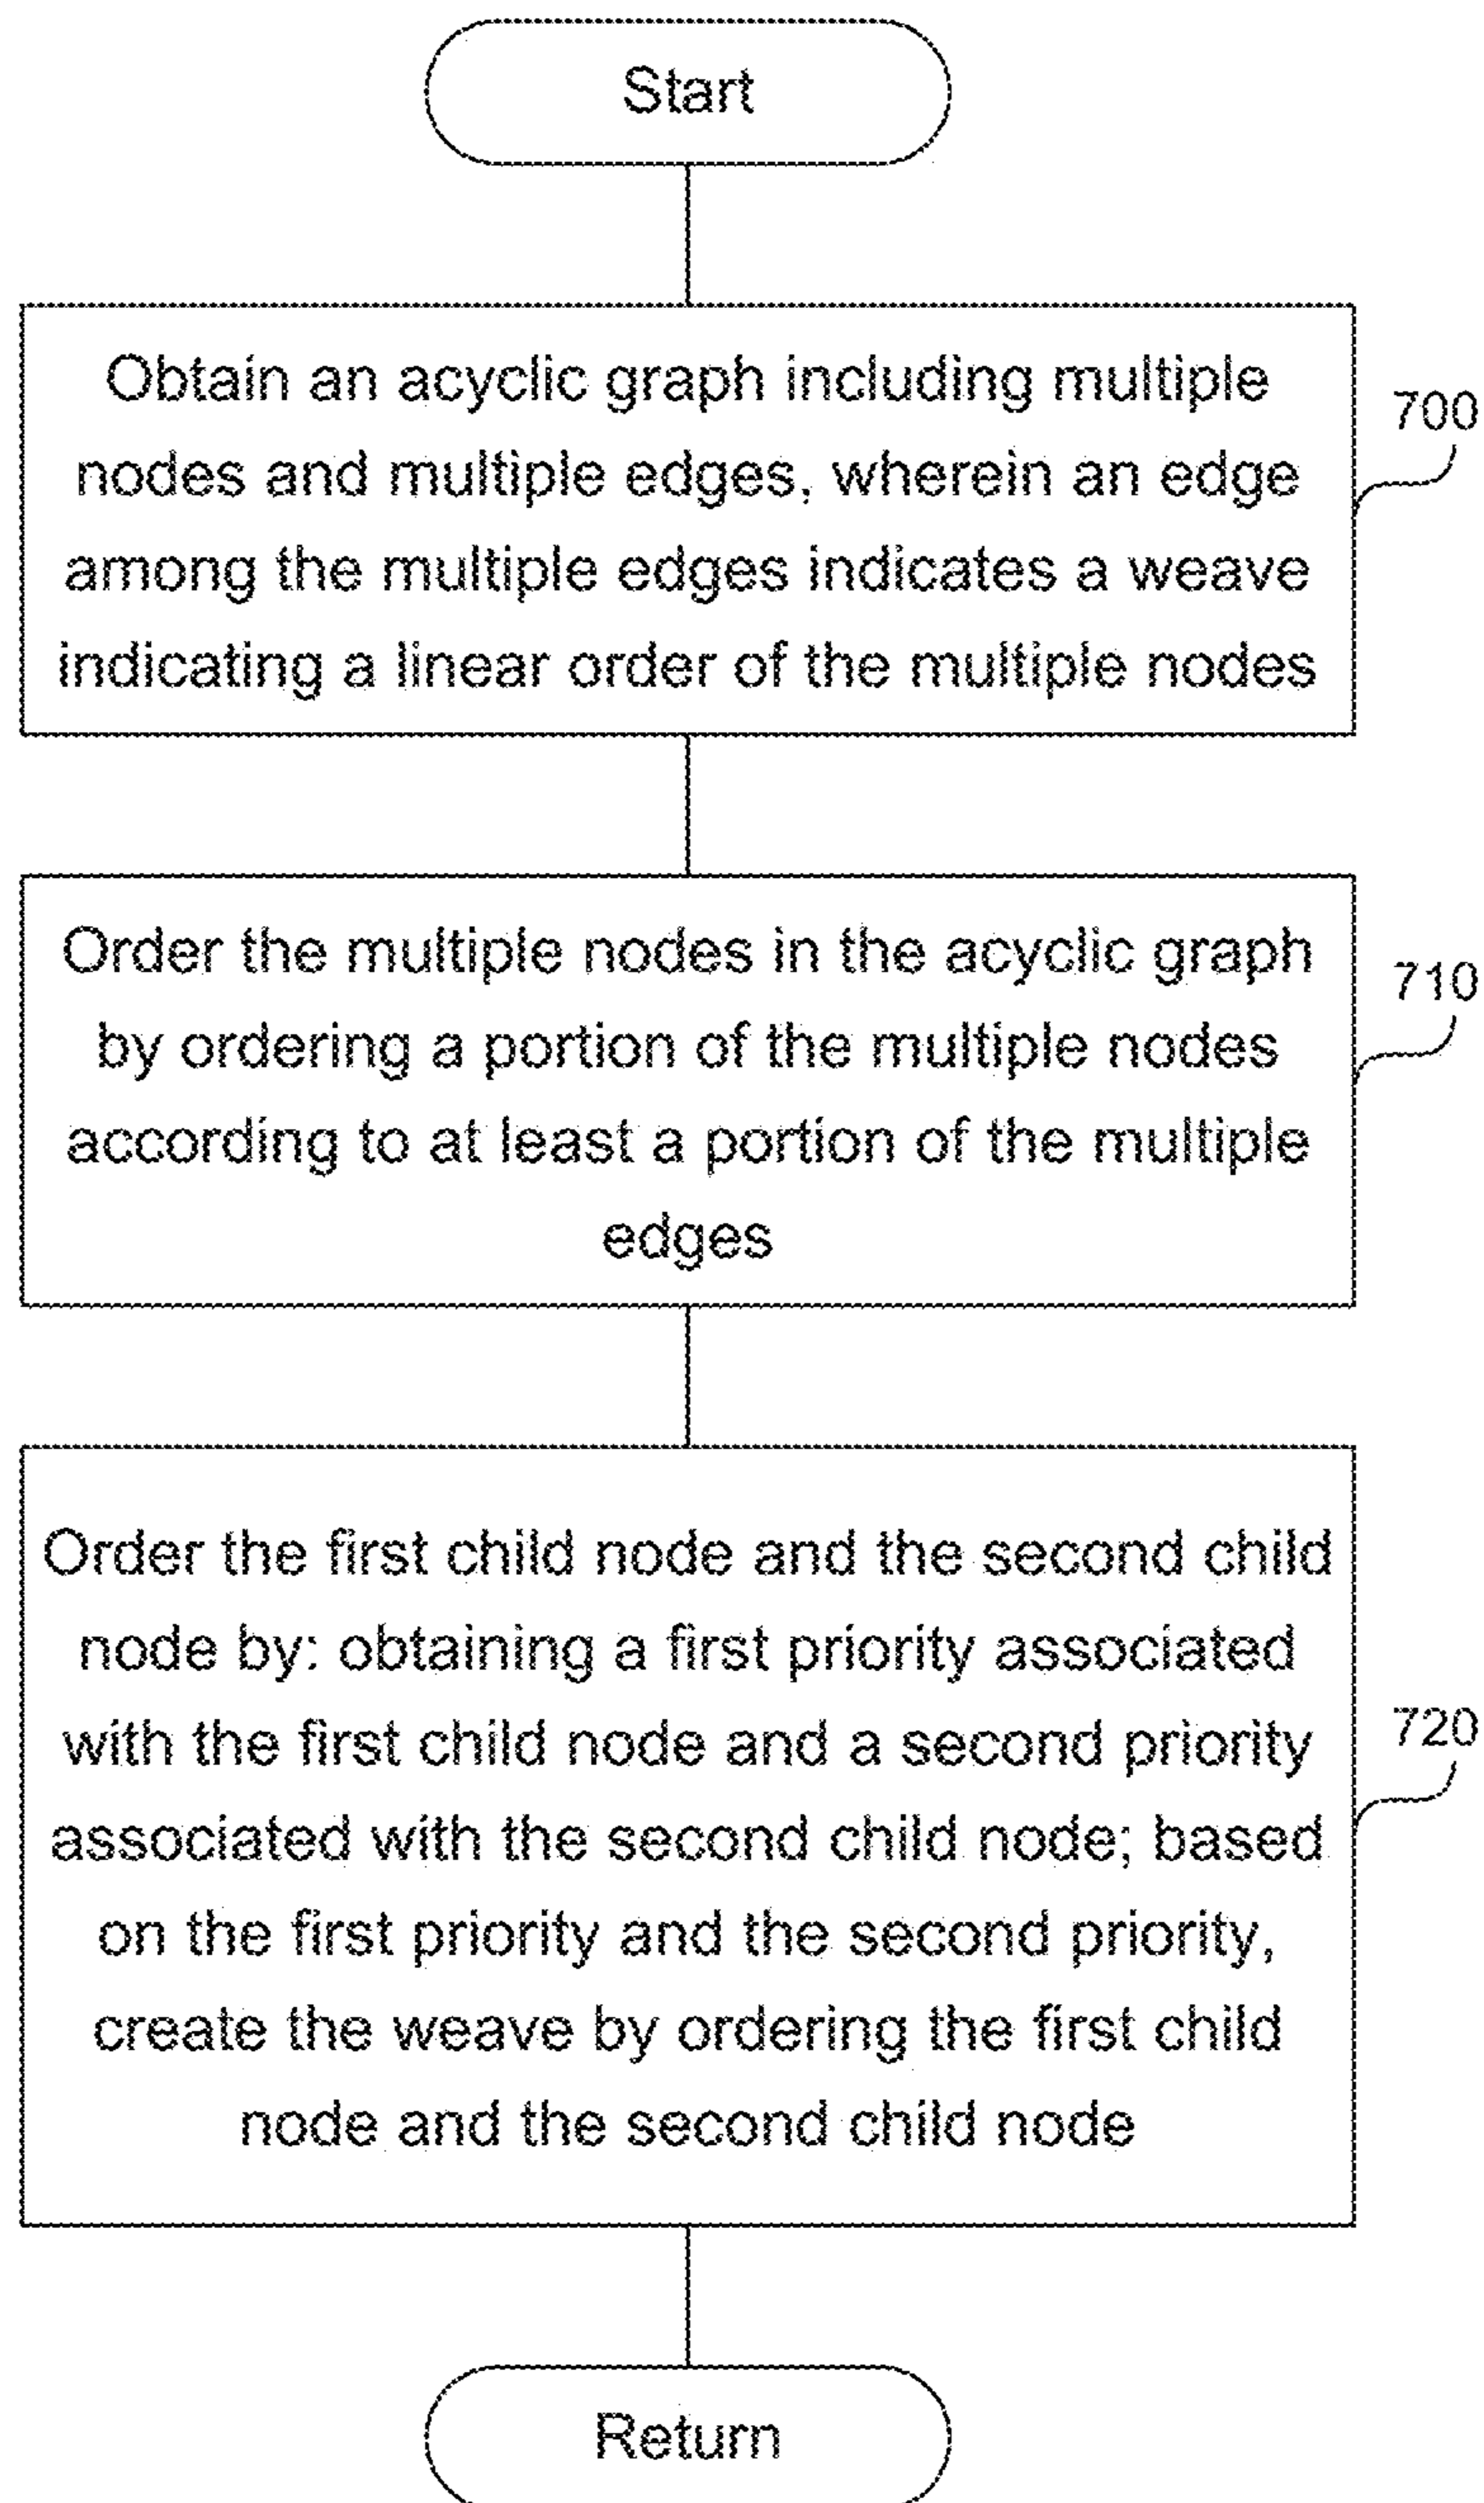 Start
Obtain an acyclic graph including multiple
nodes and multiple edges, wherein an edge
among the multiple edges indicates a weave
indicating a linear order of the multiple nodes
700
Order the multiple nodes in the acyclic graph
by ordering a portion of the multiple nodes
according to at least a portion of the multiple
edges
710
Order the first child node and the second child
node by: obtaining a first priority associated
with the first child node and a second priority
associated with the second child node; based
on the first priority and the second priority,
create the weave by ordering the first child
node and the second child node
720
Return